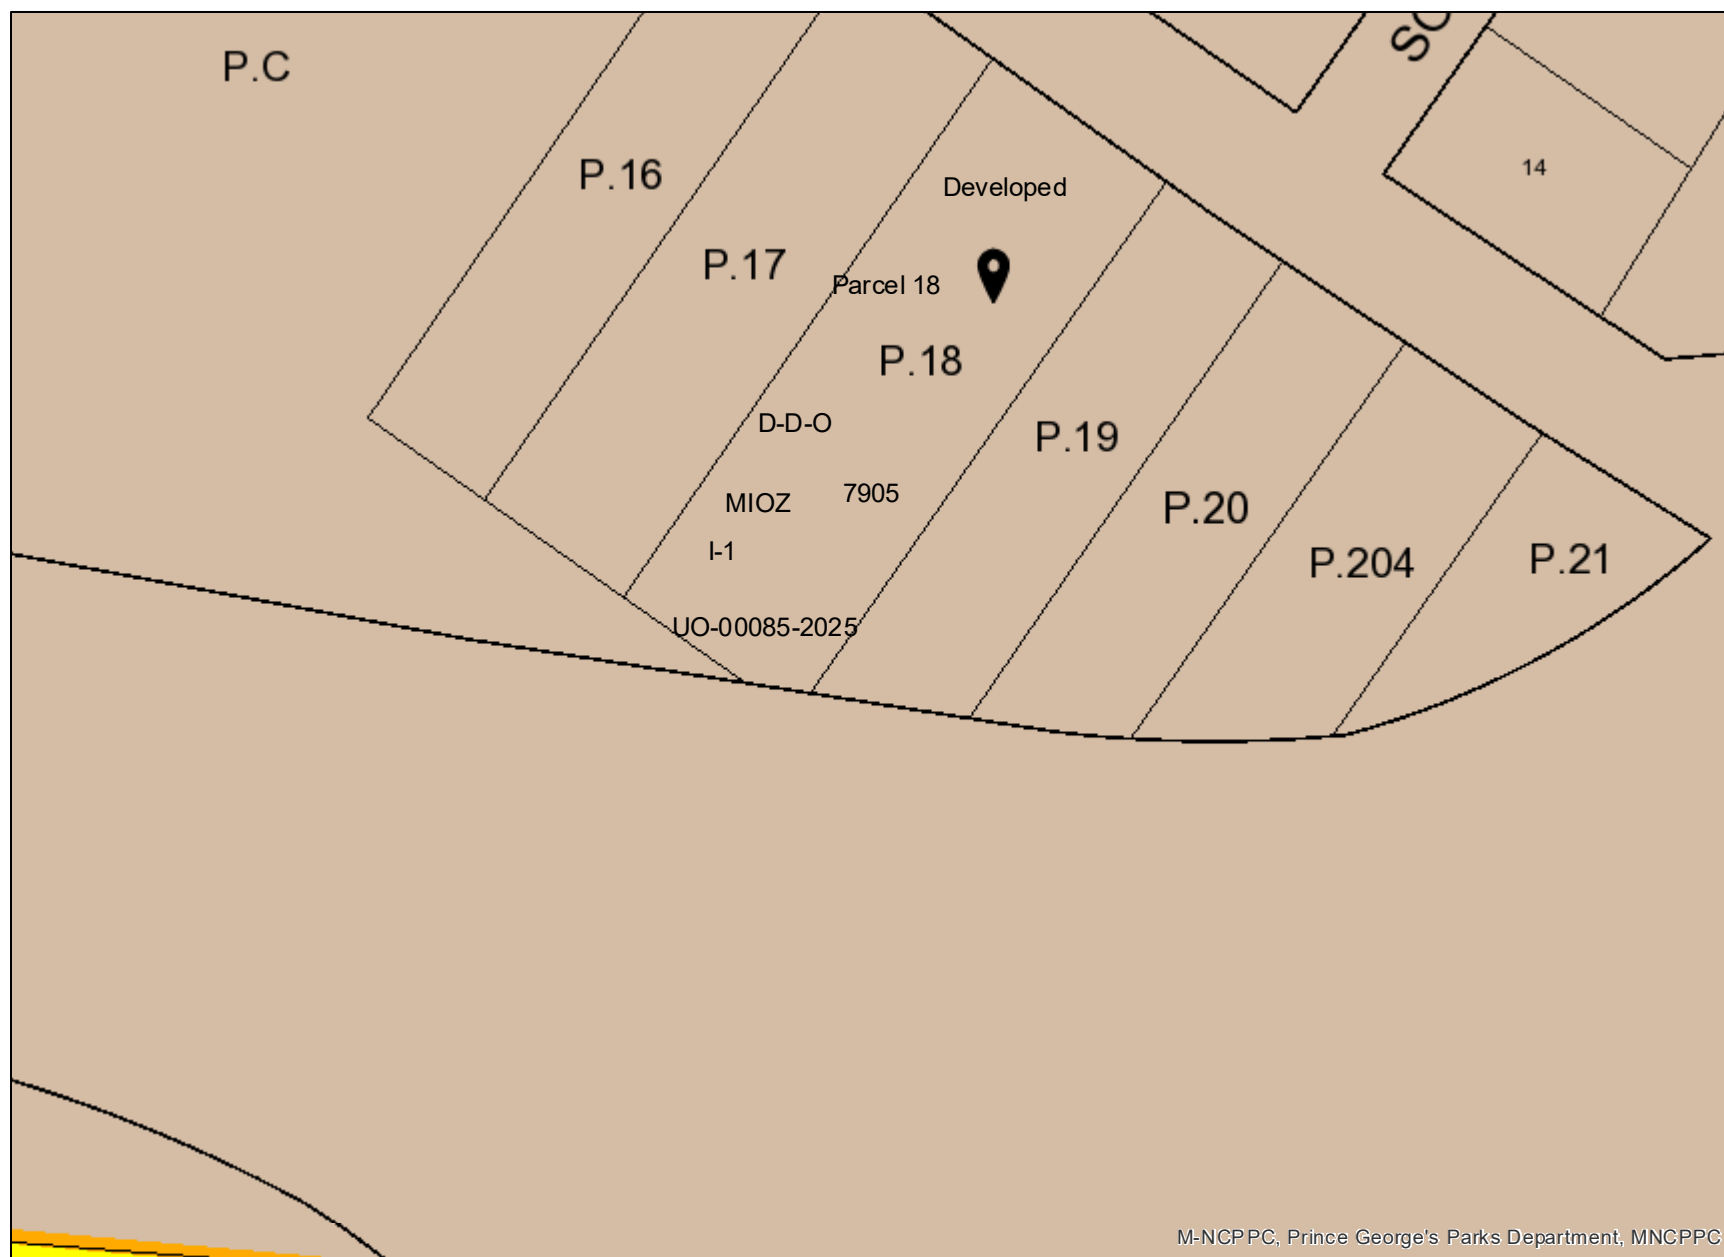 SC
P.C
14
P.16
Developed
P.17
Parcel 18
P.18
D-D-O
P.19
7905
MIOZ
P.20
I-1
P.204
P.21
UO-00085-2025
M-NCPPC, Prince George's Parks Department, MNCPPC